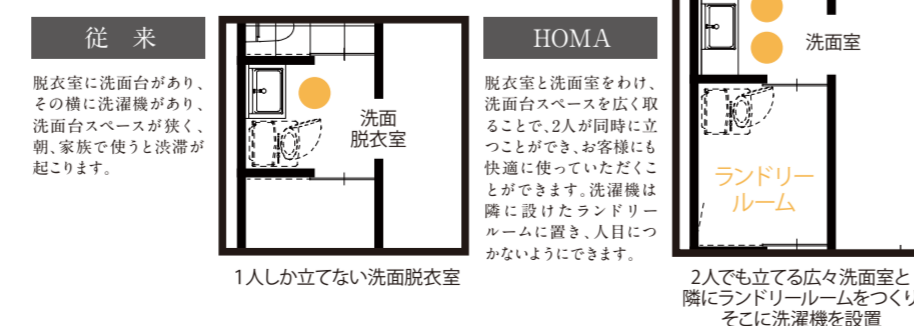 従来
脱衣室に洗面台があり、
その横に洗濯機があり、
洗面台スペースが狭く、
朝、家族で使うと渋滞が
起こります。
洗面
脱衣室
1人しか立てない洗面脱衣室
HOMA
脱衣室と洗面室をわけ、
洗面台スペースを広く取
ることで、2人が同時に立
つことができ、お客様にも
快適に使っていただくこ
とができます。洗濯機は
隣に設けたランドリー
ルームに置き、人目につ
かないようにできます。
洗面室
ランドリー
ルーム
2人でも立てる広々洗面室と
隣にランドリールームをつくり
そこに洗濯機を設置